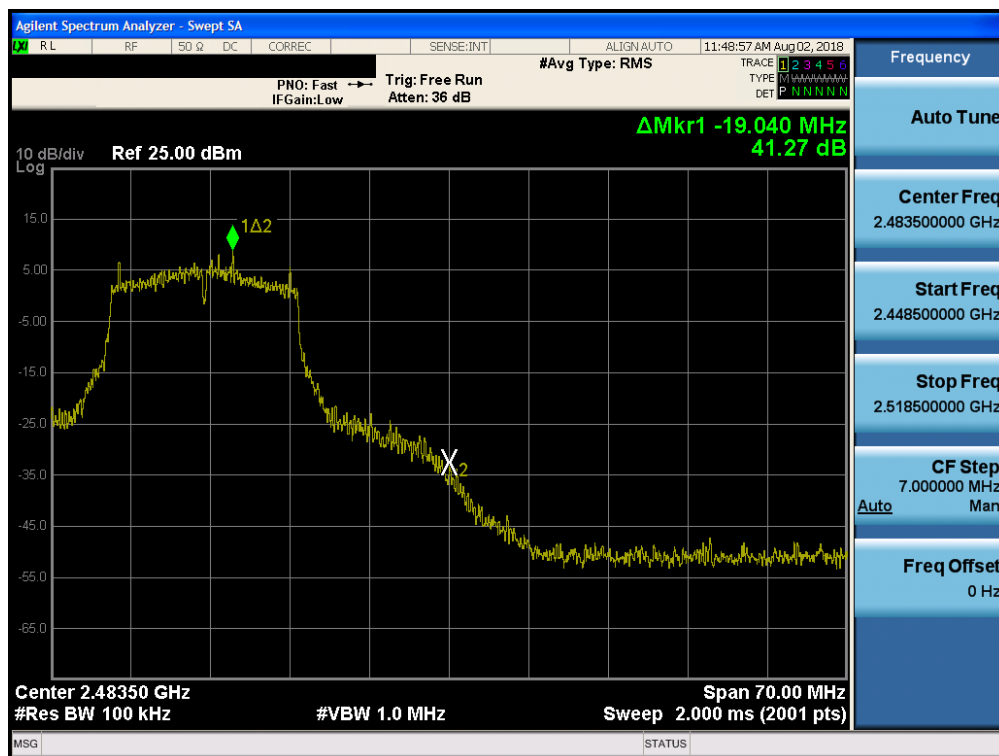 Agilent Spectrum Analyzer - Swept SA
LXI RL RF 50 Ω DC CORREC SENSE:INT ALIGN AUTO 11:48:57 AM Aug 02, 2018
#Avg Type: RMS TRACE 1 2 3 4 5 6
PNO: Fast Trig: Free Run TYPE M WWWWW
IFGain:Low Atten: 36 dB DET P N N N N N
ΔMkr1 -19.040 MHz
41.27 dB
10 dB/div Ref 25.00 dBm
Log
15.0
1Δ2
5.00
-5.00
-15.0
-25.0
-35.0
2
-45.0
-55.0
-65.0
Center 2.48350 GHz Span 70.00 MHz
#Res BW 100 kHz #VBW 1.0 MHz Sweep 2.000 ms (2001 pts)
MSG STATUS
Frequency
Auto Tune
Center Freq
2.483500000 GHz
Start Freq
2.448500000 GHz
Stop Freq
2.518500000 GHz
CF Step
7.000000 MHz
Auto Man
Freq Offset
0 Hz